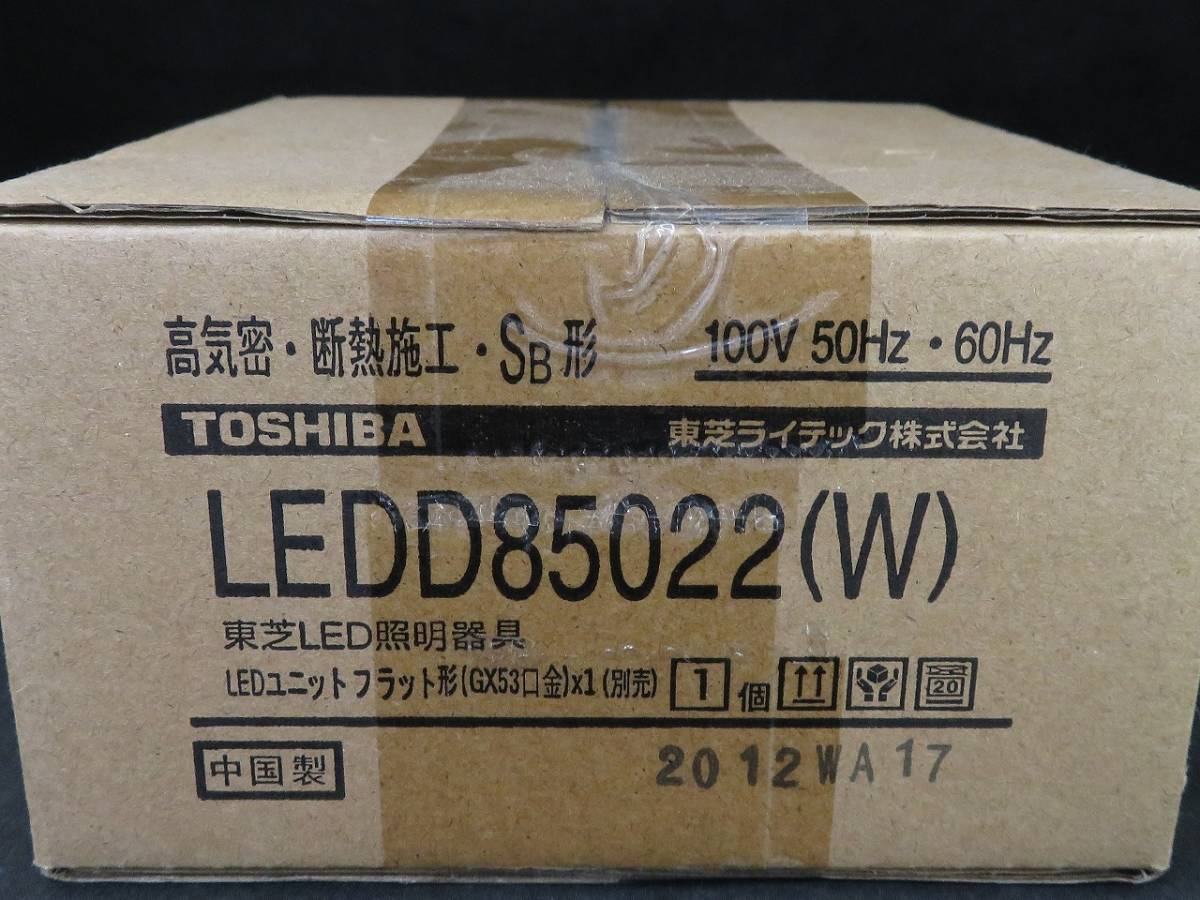 高気密・断熱施工・SB形 100V 50Hz・60Hz
TOSHIBA 東芝ライテック株式会社
LEDD85022(W)
東芝LED照明器具
LEDユニットフラット形(GX53口金)x1(別売) 1個 20
中国製 2012WA17